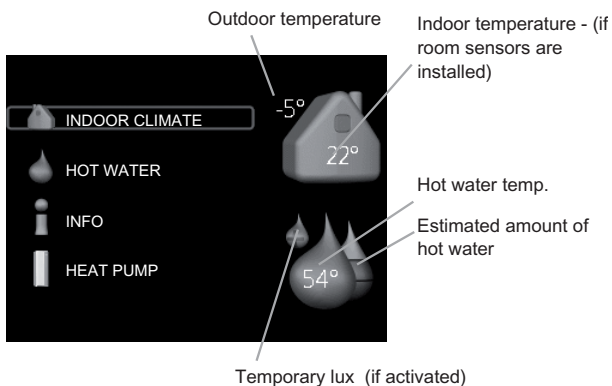 Outdoor temperature
Indoor temperature - (if
room sensors are
installed)
-5°
INDOOR CLIMATE
22°
HOT WATER
Hot water temp.
INFO
Estimated amount of
hot water
HEAT PUMP
54°
Temporary lux (if activated)